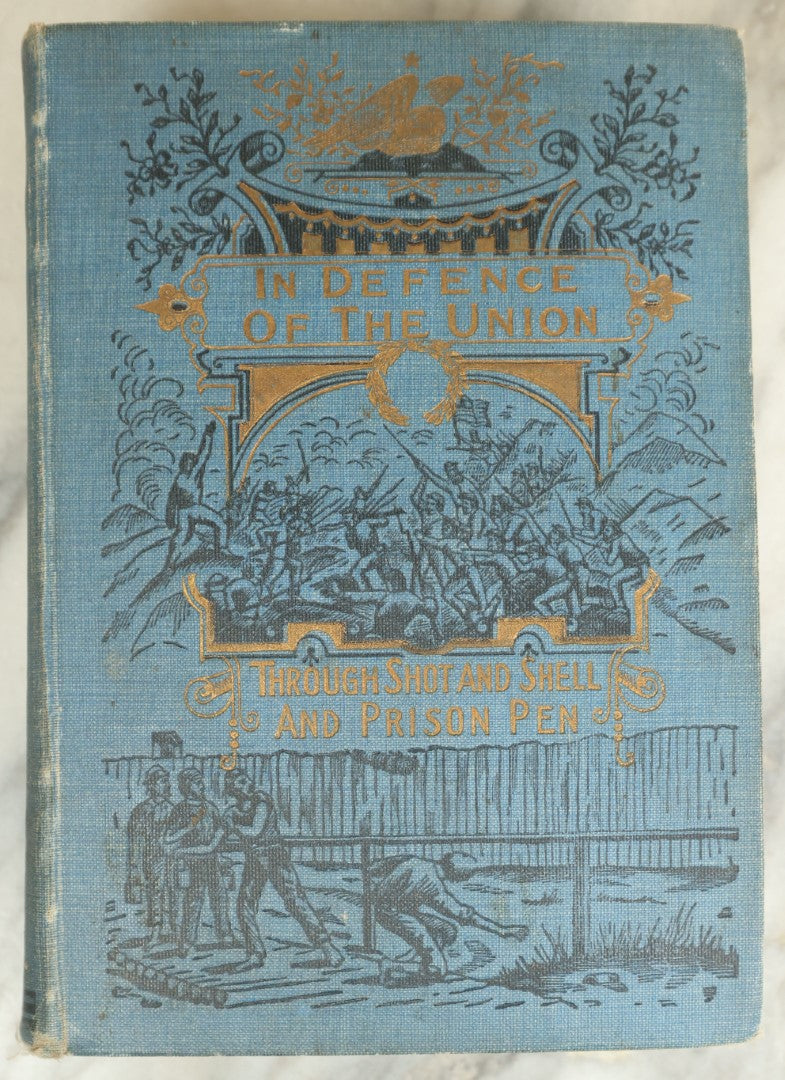 IN DEFENCE
OF THE UNION
THROUGH SHOT AND SHELL
AND PRISON PEN